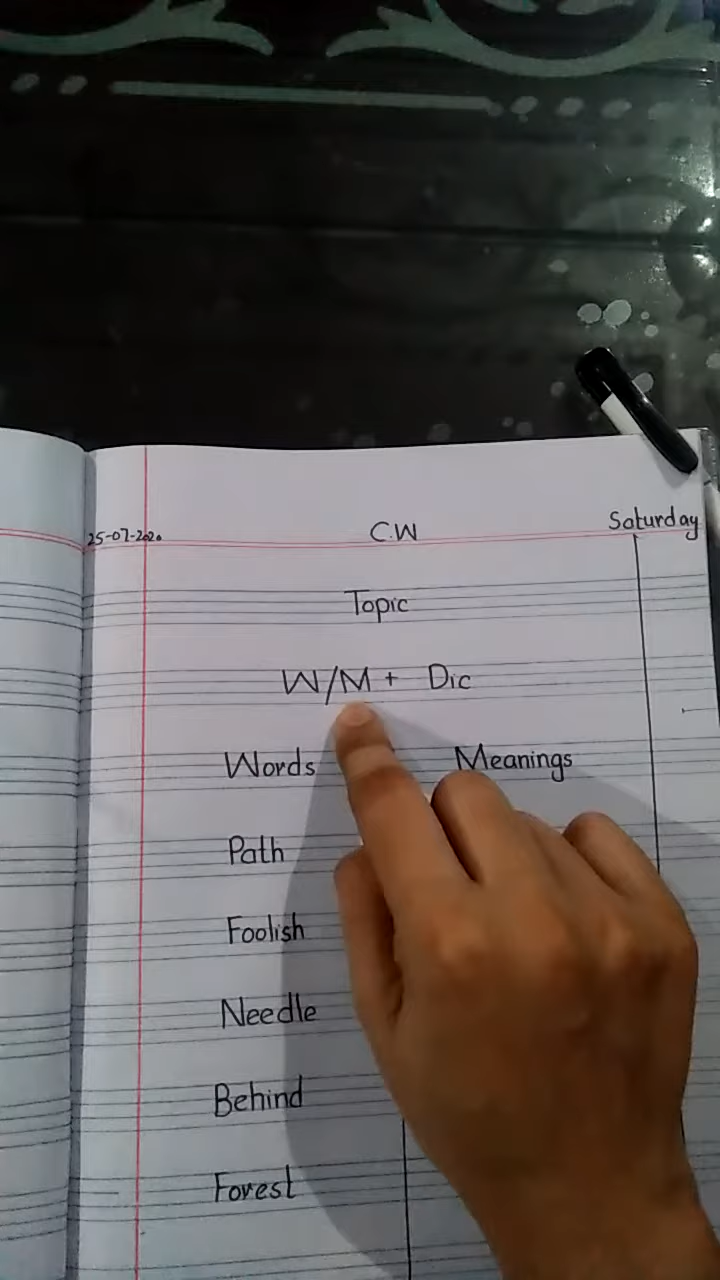 25-07-2020 C.W Saturday
Topic
W/M + Dic
Words Meanings
Path
Foolish
Needle
Behind
Forest